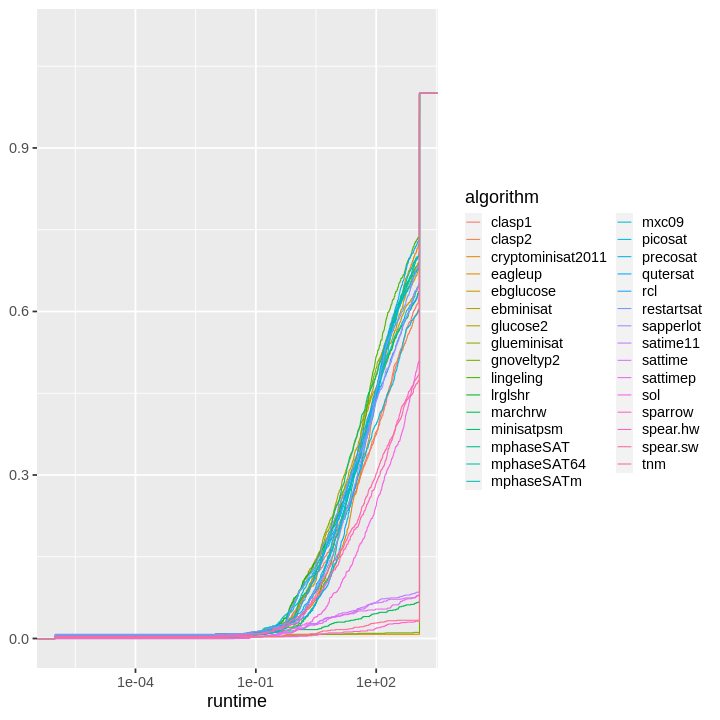 0.9
0.6
0.3
0.0
1e-04
1e-01
1e+02
runtime
algorithm
clasp1
clasp2
cryptominisat2011
eagleup
ebglucose
ebminisat
glucose2
glueminisat
gnoveltyp2
lingeling
lrglshr
marchrw
minisatpsm
mphaseSAT
mphaseSAT64
mphaseSATm
mxc09
picosat
precosat
qutersat
rcl
restartsat
sapperlot
satime11
sattime
sattimep
sol
sparrow
spear.hw
spear.sw
tnm